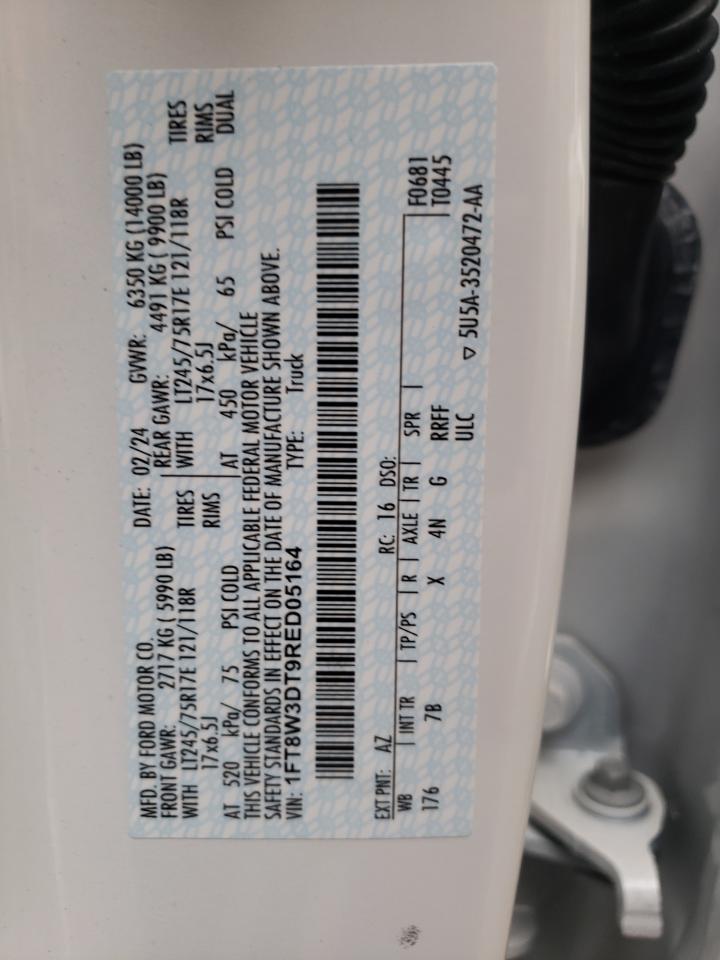 MFD. BY FORD MOTOR CO. DATE: 02/24 GVWR: 6350 KG (14000 LB)
FRONT GAWR: 2717 KG ( 5990 LB) REAR GAWR: 4491 KG ( 9900 LB)
WITH LT245/75R17E 121/118R TIRES WITH LT245/75R17E 121/118R TIRES
17x6.5J RIMS 17x6.5J RIMS
AT 520 kPa/ 75 PSI COLD AT 450 kPa/ 65 PSI COLD DUAL
THIS VEHICLE CONFORMS TO ALL APPLICABLE FEDERAL MOTOR VEHICLE
SAFETY STANDARDS IN EFFECT ON THE DATE OF MANUFACTURE SHOWN ABOVE.
VIN: 1FT8W3DT9RED05164 TYPE: Truck
EXT PNT: AZ RC: 16 DSO: F0681
WB INT TR TP/PS R AXLE TR SPR T0445
176 7B X 4N G RRFF
ULC ▽ 5U5A-3520472-AA